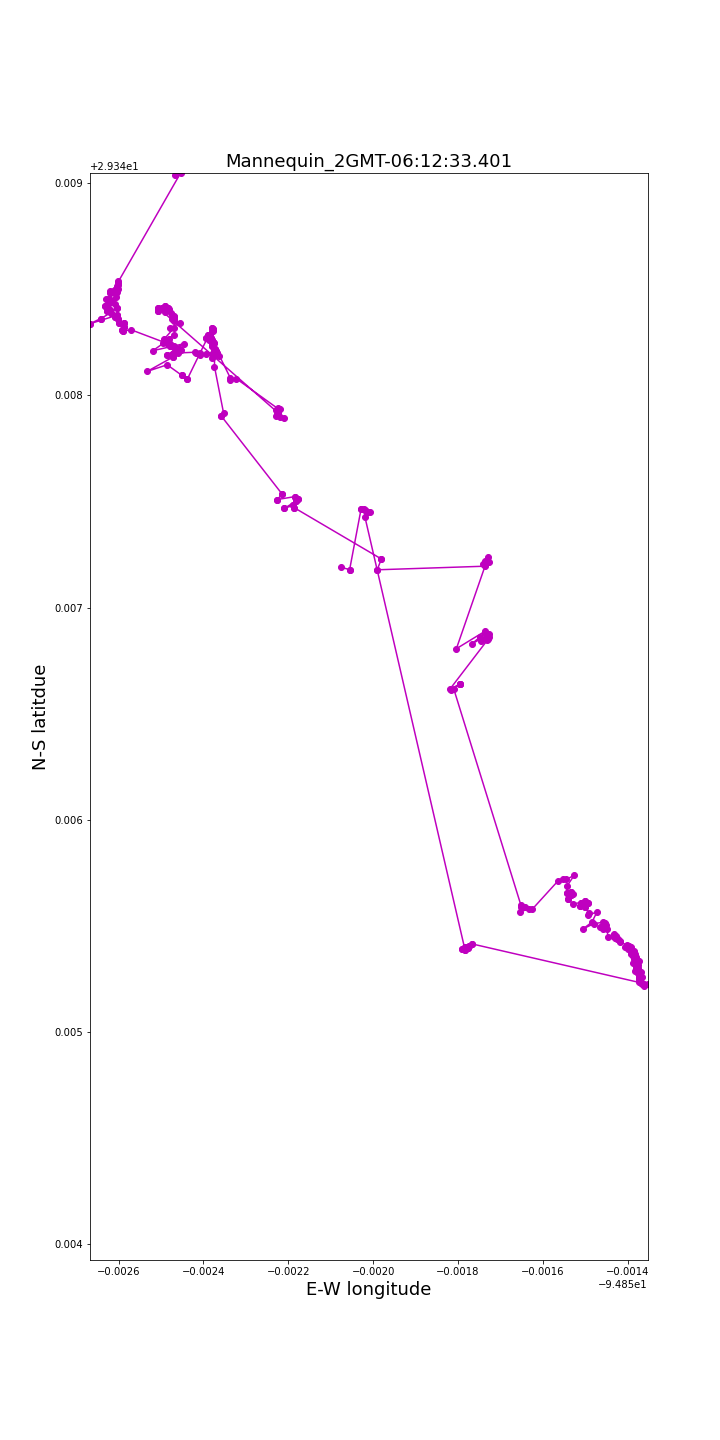 Mannequin_2GMT-06:12:33.401
+2.934e1
0.009
0.008
0.007
0.006
0.005
0.004
N-S latitdue
−0.0026 −0.0024 −0.0022 −0.0020 −0.0018 −0.0016 −0.0014
−9.485e1
E-W longitude